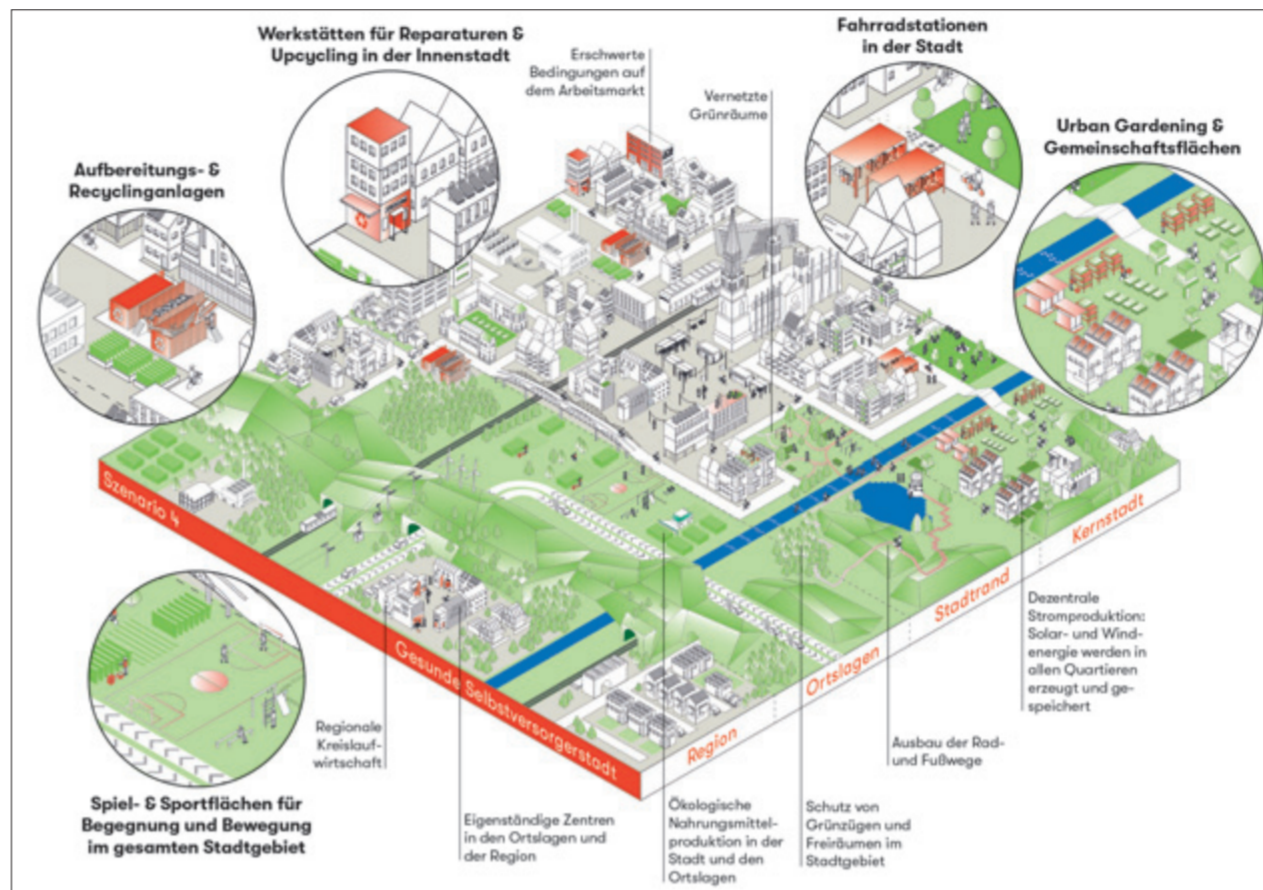 Werkstätten für Reparaturen &
Upcycling in der Innenstadt
Erschwerte
Bedingungen auf
dem Arbeitsmarkt
Vernetzte
Grünräume
Fahrradstationen
in der Stadt
Urban Gardening &
Gemeinschaftsflächen
Aufbereitungs- &
Recyclinganlagen
Szenario 4
Gesunde Selbstversorgerstadt
Region
Ortslagen
Stadtrand
Kernstadt
Spiel- & Sportflächen für
Begegnung und Bewegung
im gesamten Stadtgebiet
Regionale
Kreislauf-
wirtschaft
Eigenständige Zentren
in den Ortslagen und
der Region
Ökologische
Nahrungsmittel-
produktion in der
Stadt und den
Ortslagen
Schutz von
Grünzügen und
Freiräumen im
Stadtgebiet
Ausbau der Rad-
und Fußwege
Dezentrale
Stromproduktion:
Solar- und Wind-
energie werden in
allen Quartieren
erzeugt und ge-
speichert